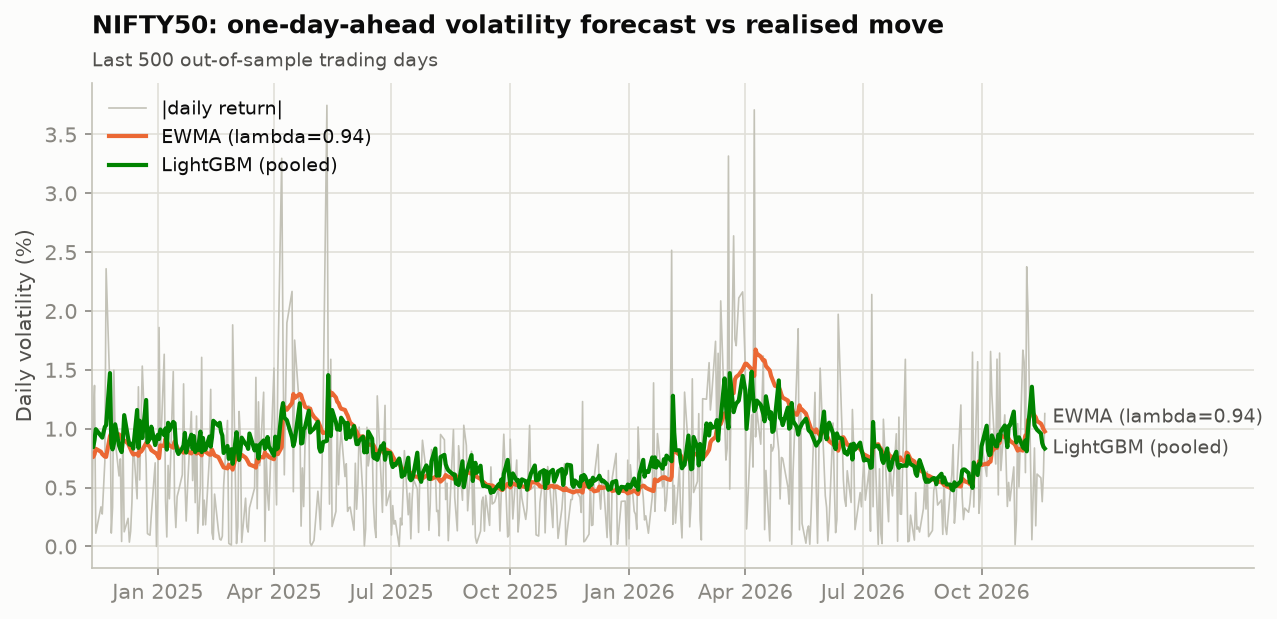 NIFTY50: one-day-ahead volatility forecast vs realised move
Last 500 out-of-sample trading days
|daily return|
EWMA (lambda=0.94)
LightGBM (pooled)
Daily volatility (%)
3.5
3.0
2.5
2.0
1.5
1.0
0.5
0.0
EWMA (lambda=0.94)
LightGBM (pooled)
Jan 2025 Apr 2025 Jul 2025 Oct 2025 Jan 2026 Apr 2026 Jul 2026 Oct 2026